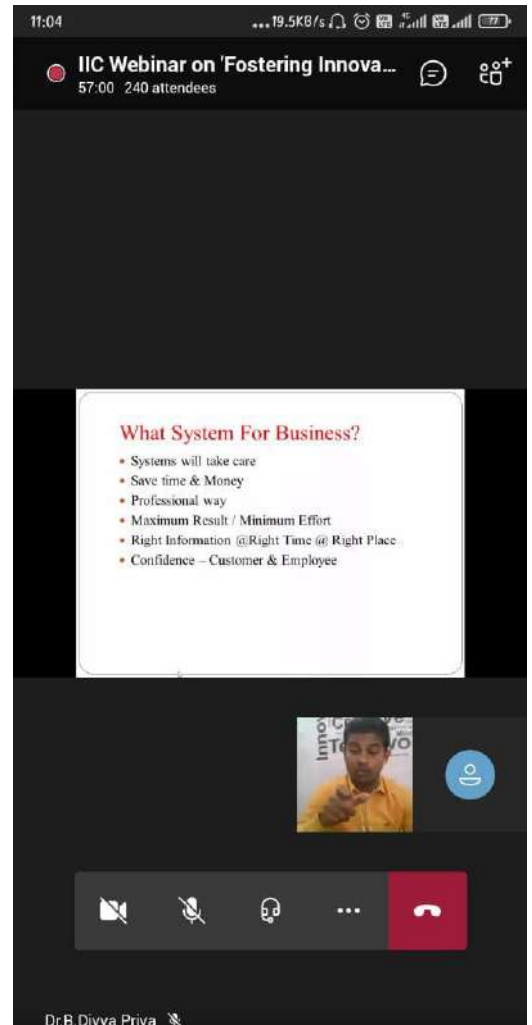 11:04
...19.5KB/s
4G
77
IIC Webinar on 'Fostering Innova...
57:00 240 attendees
What System For Business?
• Systems will take care
• Save time & Money
• Professional way
• Maximum Result / Minimum Effort
• Right Information @Right Time @ Right Place
• Confidence – Customer & Employee
Dr.B.Divya Priya